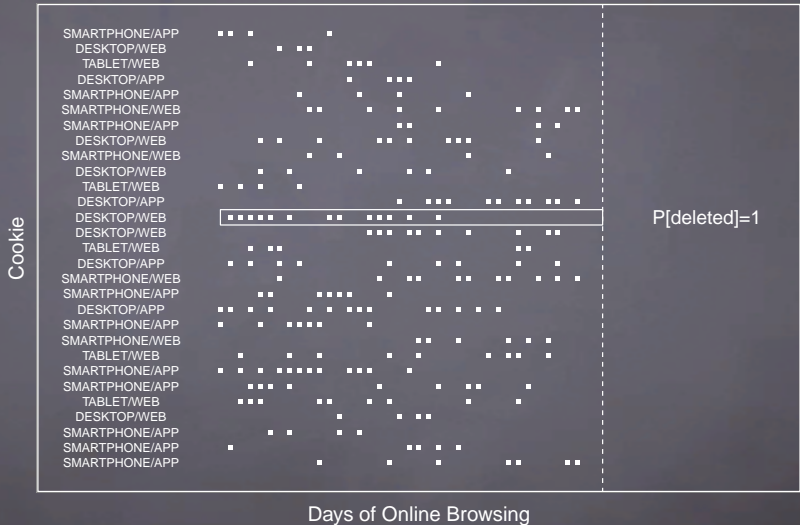 SMARTPHONE/APP
DESKTOP/WEB
TABLET/WEB
DESKTOP/APP
SMARTPHONE/APP
SMARTPHONE/WEB
SMARTPHONE/APP
DESKTOP/WEB
SMARTPHONE/WEB
DESKTOP/WEB
TABLET/WEB
DESKTOP/APP
DESKTOP/WEB
P[deleted]=1
DESKTOP/WEB
TABLET/WEB
DESKTOP/APP
SMARTPHONE/WEB
SMARTPHONE/APP
DESKTOP/APP
SMARTPHONE/APP
SMARTPHONE/WEB
TABLET/WEB
SMARTPHONE/APP
SMARTPHONE/APP
TABLET/WEB
DESKTOP/WEB
SMARTPHONE/APP
SMARTPHONE/APP
SMARTPHONE/APP
Cookie
Days of Online Browsing